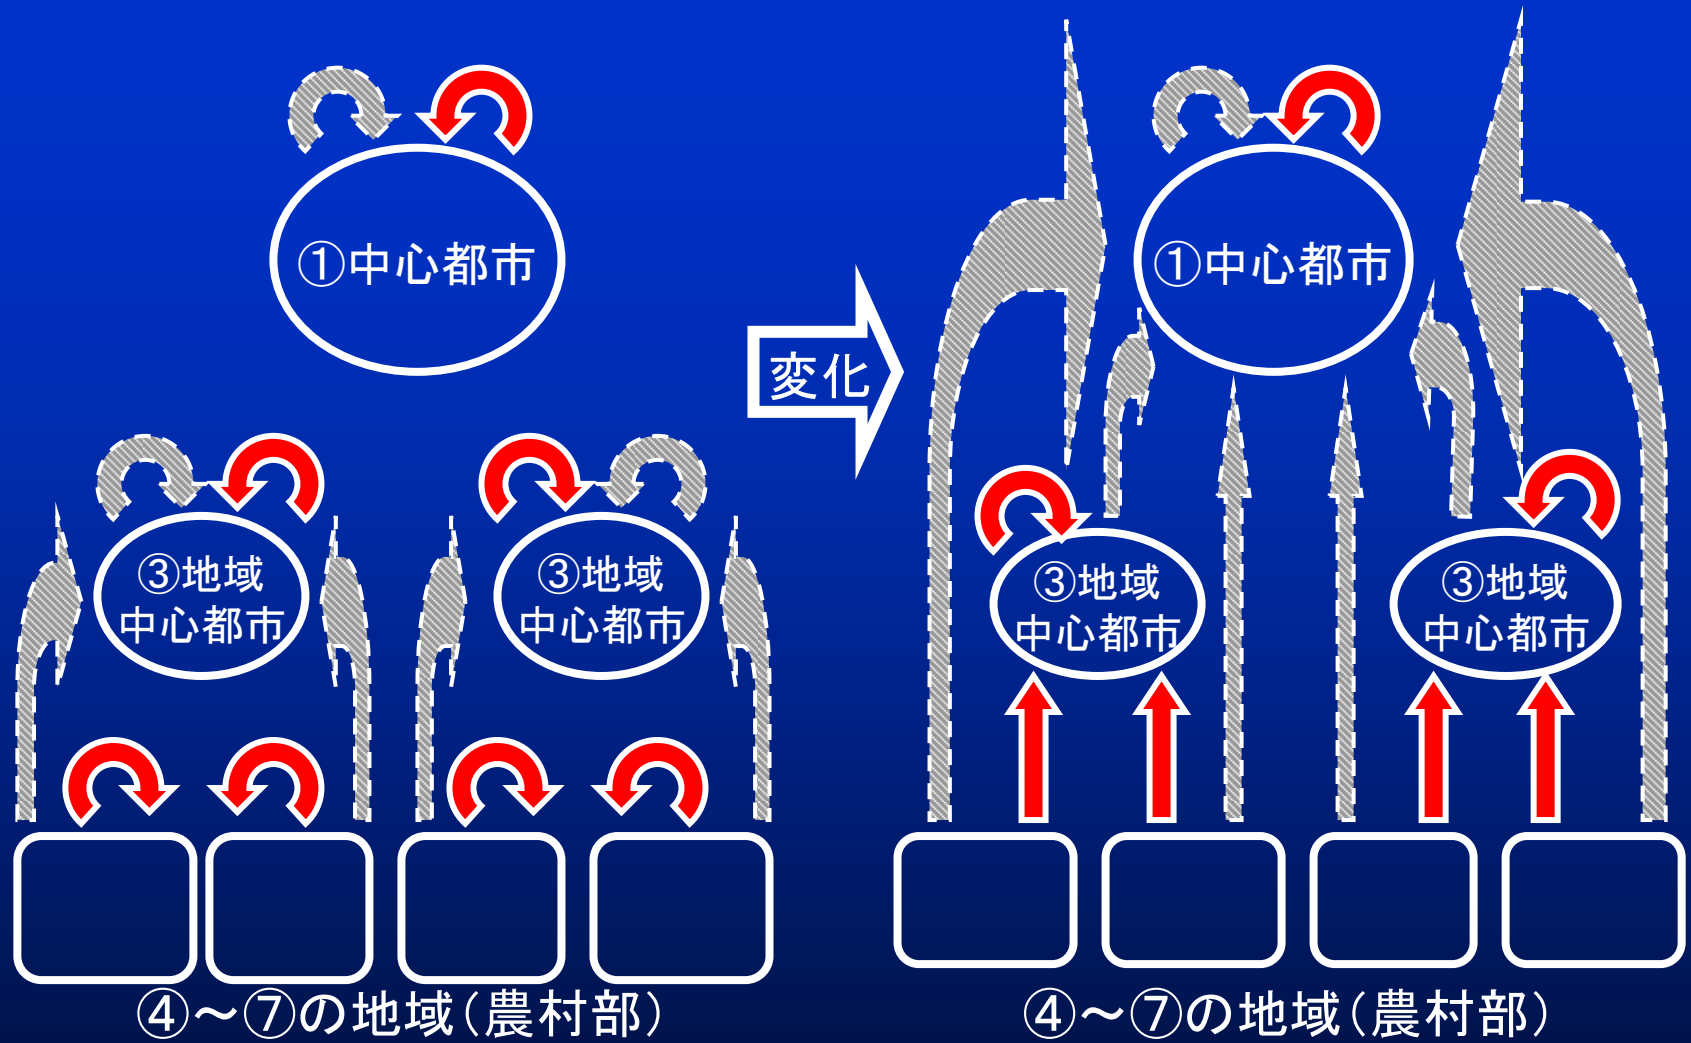 ①中心都市
③地域
中心都市
③地域
中心都市
④～⑦の地域（農村部）
変化
①中心都市
③地域
中心都市
③地域
中心都市
④～⑦の地域（農村部）